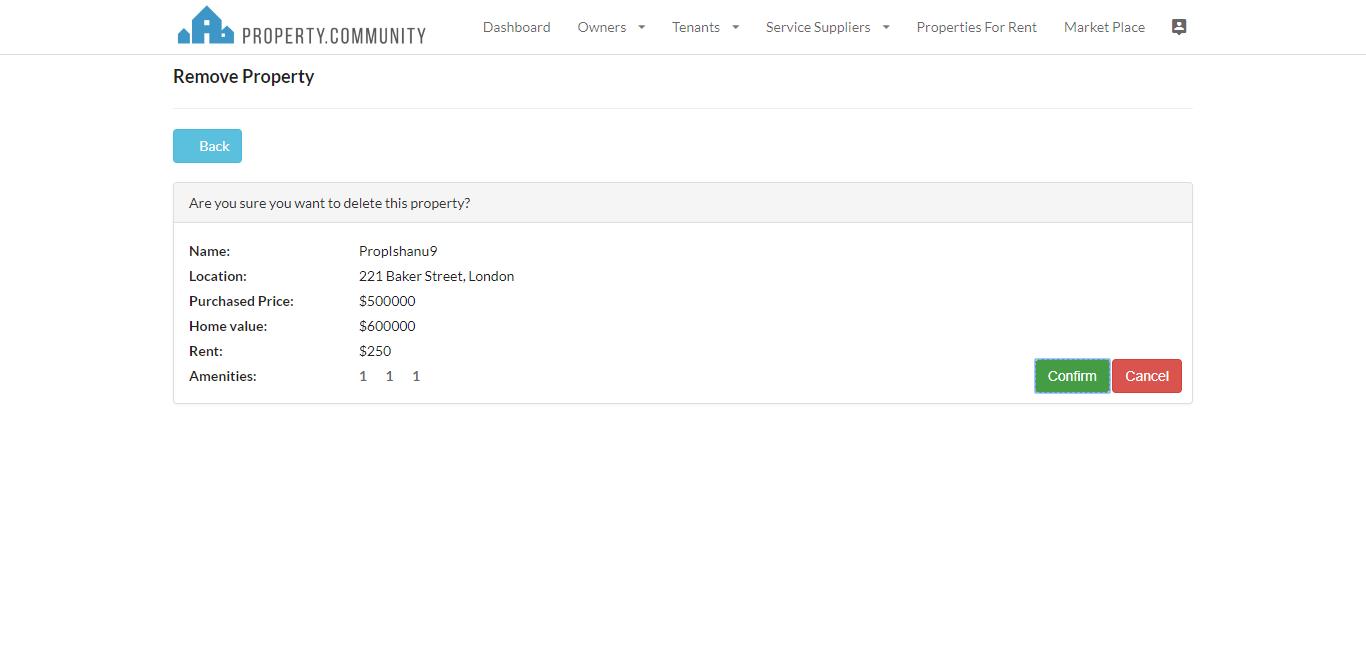 PROPERTY.COMMUNITY Dashboard Owners Tenants Service Suppliers Properties For Rent Market Place
Remove Property
Back
Are you sure you want to delete this property?
Name: PropIshanu9
Location: 221 Baker Street, London
Purchased Price: $500000
Home value: $600000
Rent: $250
Amenities: 1 1 1 Confirm Cancel